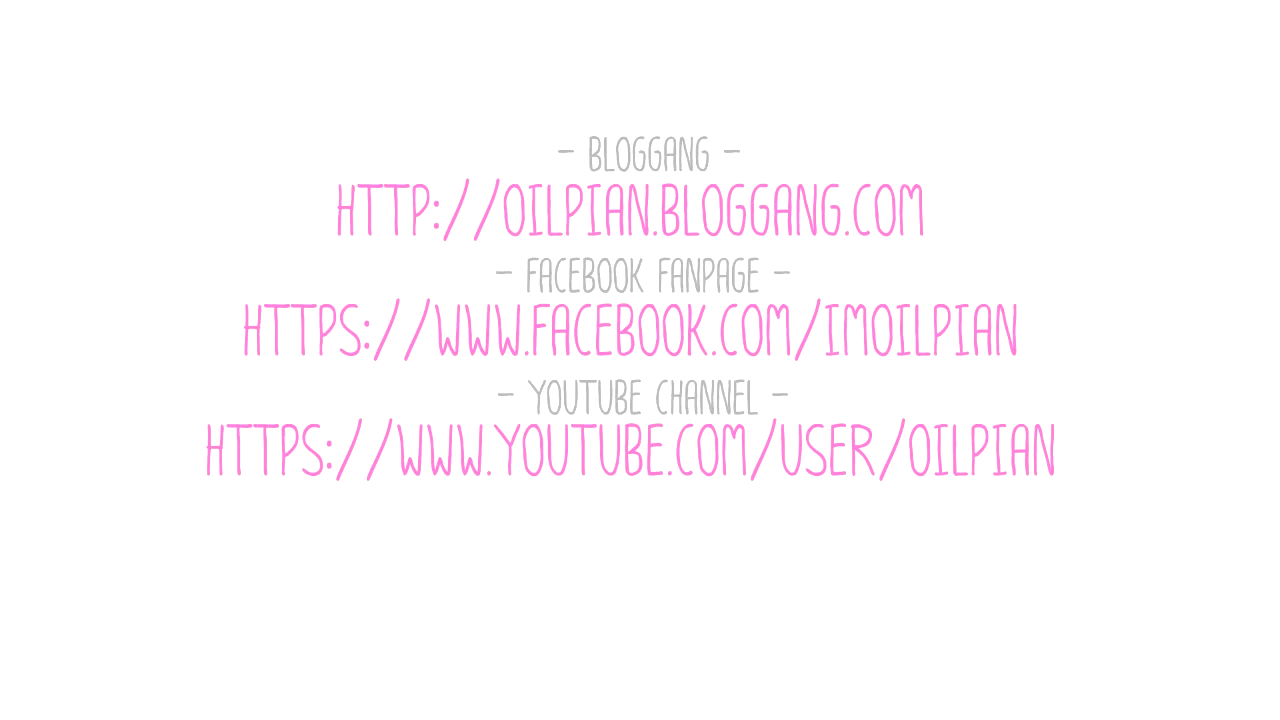 - BLOGGANG -
HTTP://OILPIAN.BLOGGANG.COM
- FACEBOOK FANPAGE -
HTTPS://WWW.FACEBOOK.COM/IMOILPIAN
- YOUTUBE CHANNEL -
HTTPS://WWW.YOUTUBE.COM/USER/OILPIAN